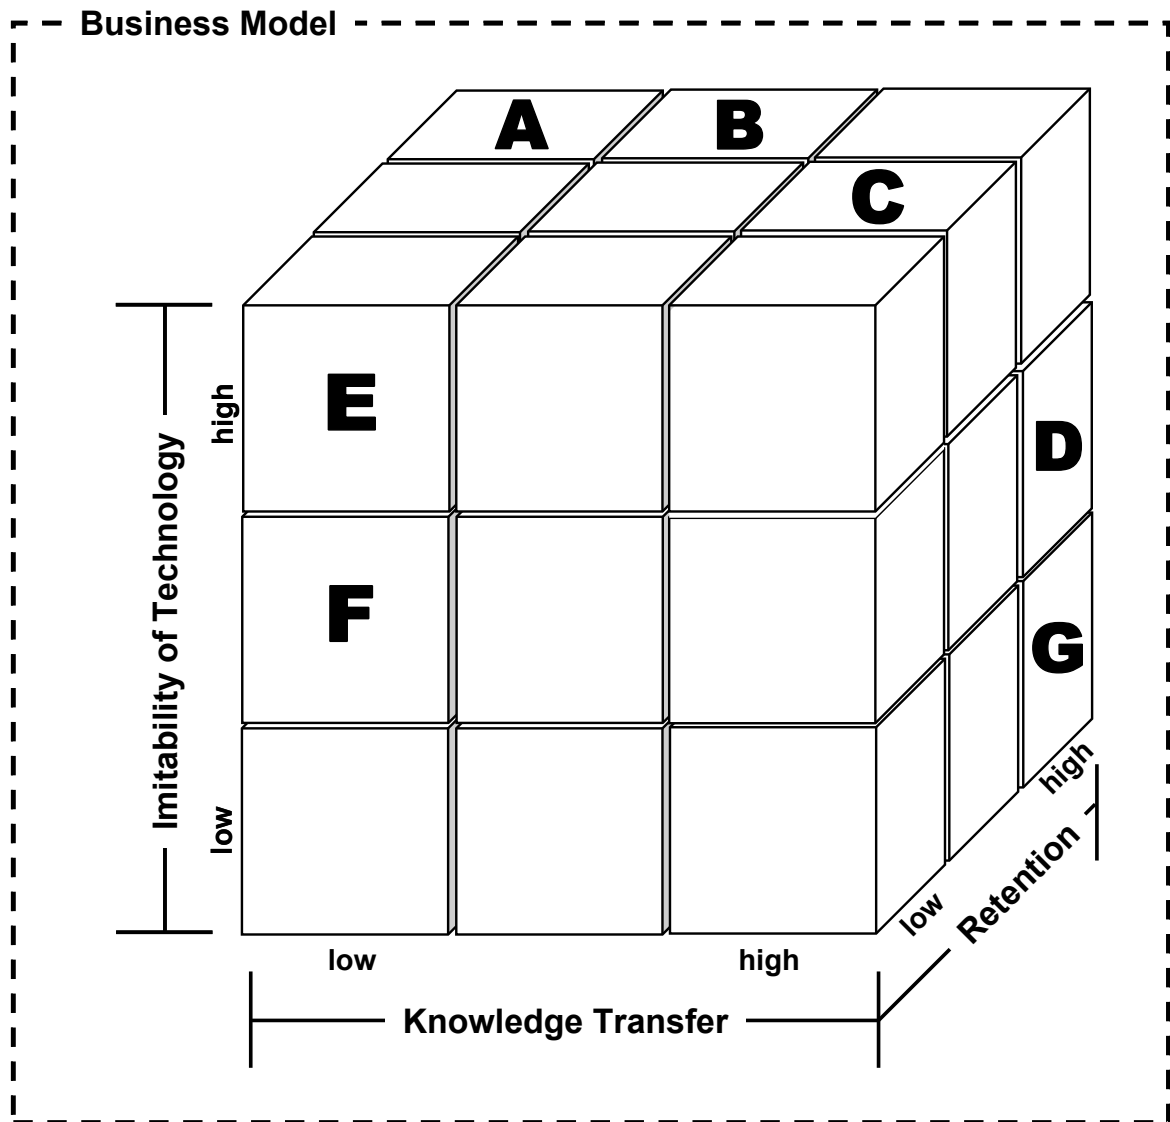 Business Model
A
B
C
E
high
D
Imitability of Technology
F
G
high
low
low
Retention
low
high
Knowledge Transfer